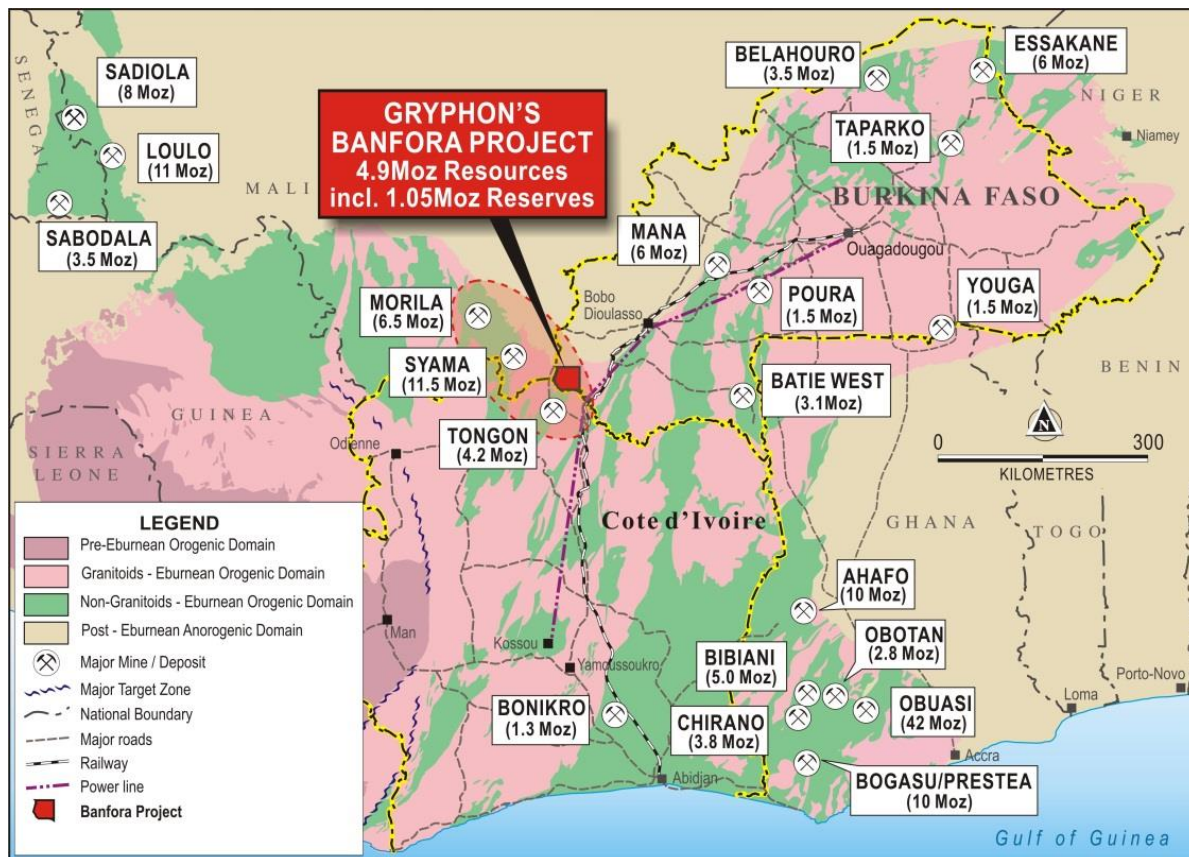 SENEGAL
SADIOLA
(8 Moz)
LOULO
(11 Moz)
SABODALA
(3.5 Moz)
MALI
GRYPHON'S
BANFORA PROJECT
4.9Moz Resources
incl. 1.05Moz Reserves
BELAHOURO
(3.5 Moz)
ESSAKANE
(6 Moz)
NIGER
Niamey
TAPARKO
(1.5 Moz)
BURKINA FASO
MANA
(6 Moz)
Ouagadougou
Bobo
Dioulasso
POURA
(1.5 Moz)
YOUGA
(1.5 Moz)
MORILA
(6.5 Moz)
SYAMA
(11.5 Moz)
BATIE WEST
(3.1Moz)
BENIN
GUINEA
TONGON
(4.2 Moz)
Odienne
SIERRA
LEONE
N
0
300
KILOMETRES
Cote d'Ivoire
GHANA
TOGO
LEGEND
Pre-Eburnean Orogenic Domain
Granitoids - Eburnean Orogenic Domain
Non-Granitoids - Eburnean Orogenic Domain
Post - Eburnean Anorogenic Domain
Major Mine / Deposit
Major Target Zone
National Boundary
Major roads
Railway
Power line
Banfora Project
Man
Kossou
Yamoussoukro
AHAFO
(10 Moz)
OBOTAN
(2.8 Moz)
BIBIANI
(5.0 Moz)
OBUASI
(42 Moz)
BONIKRO
(1.3 Moz)
CHIRANO
(3.8 Moz)
Porto-Novo
Loma
Accra
Abidjan
BOGASU/PRESTEA
(10 Moz)
Gulf of Guinea